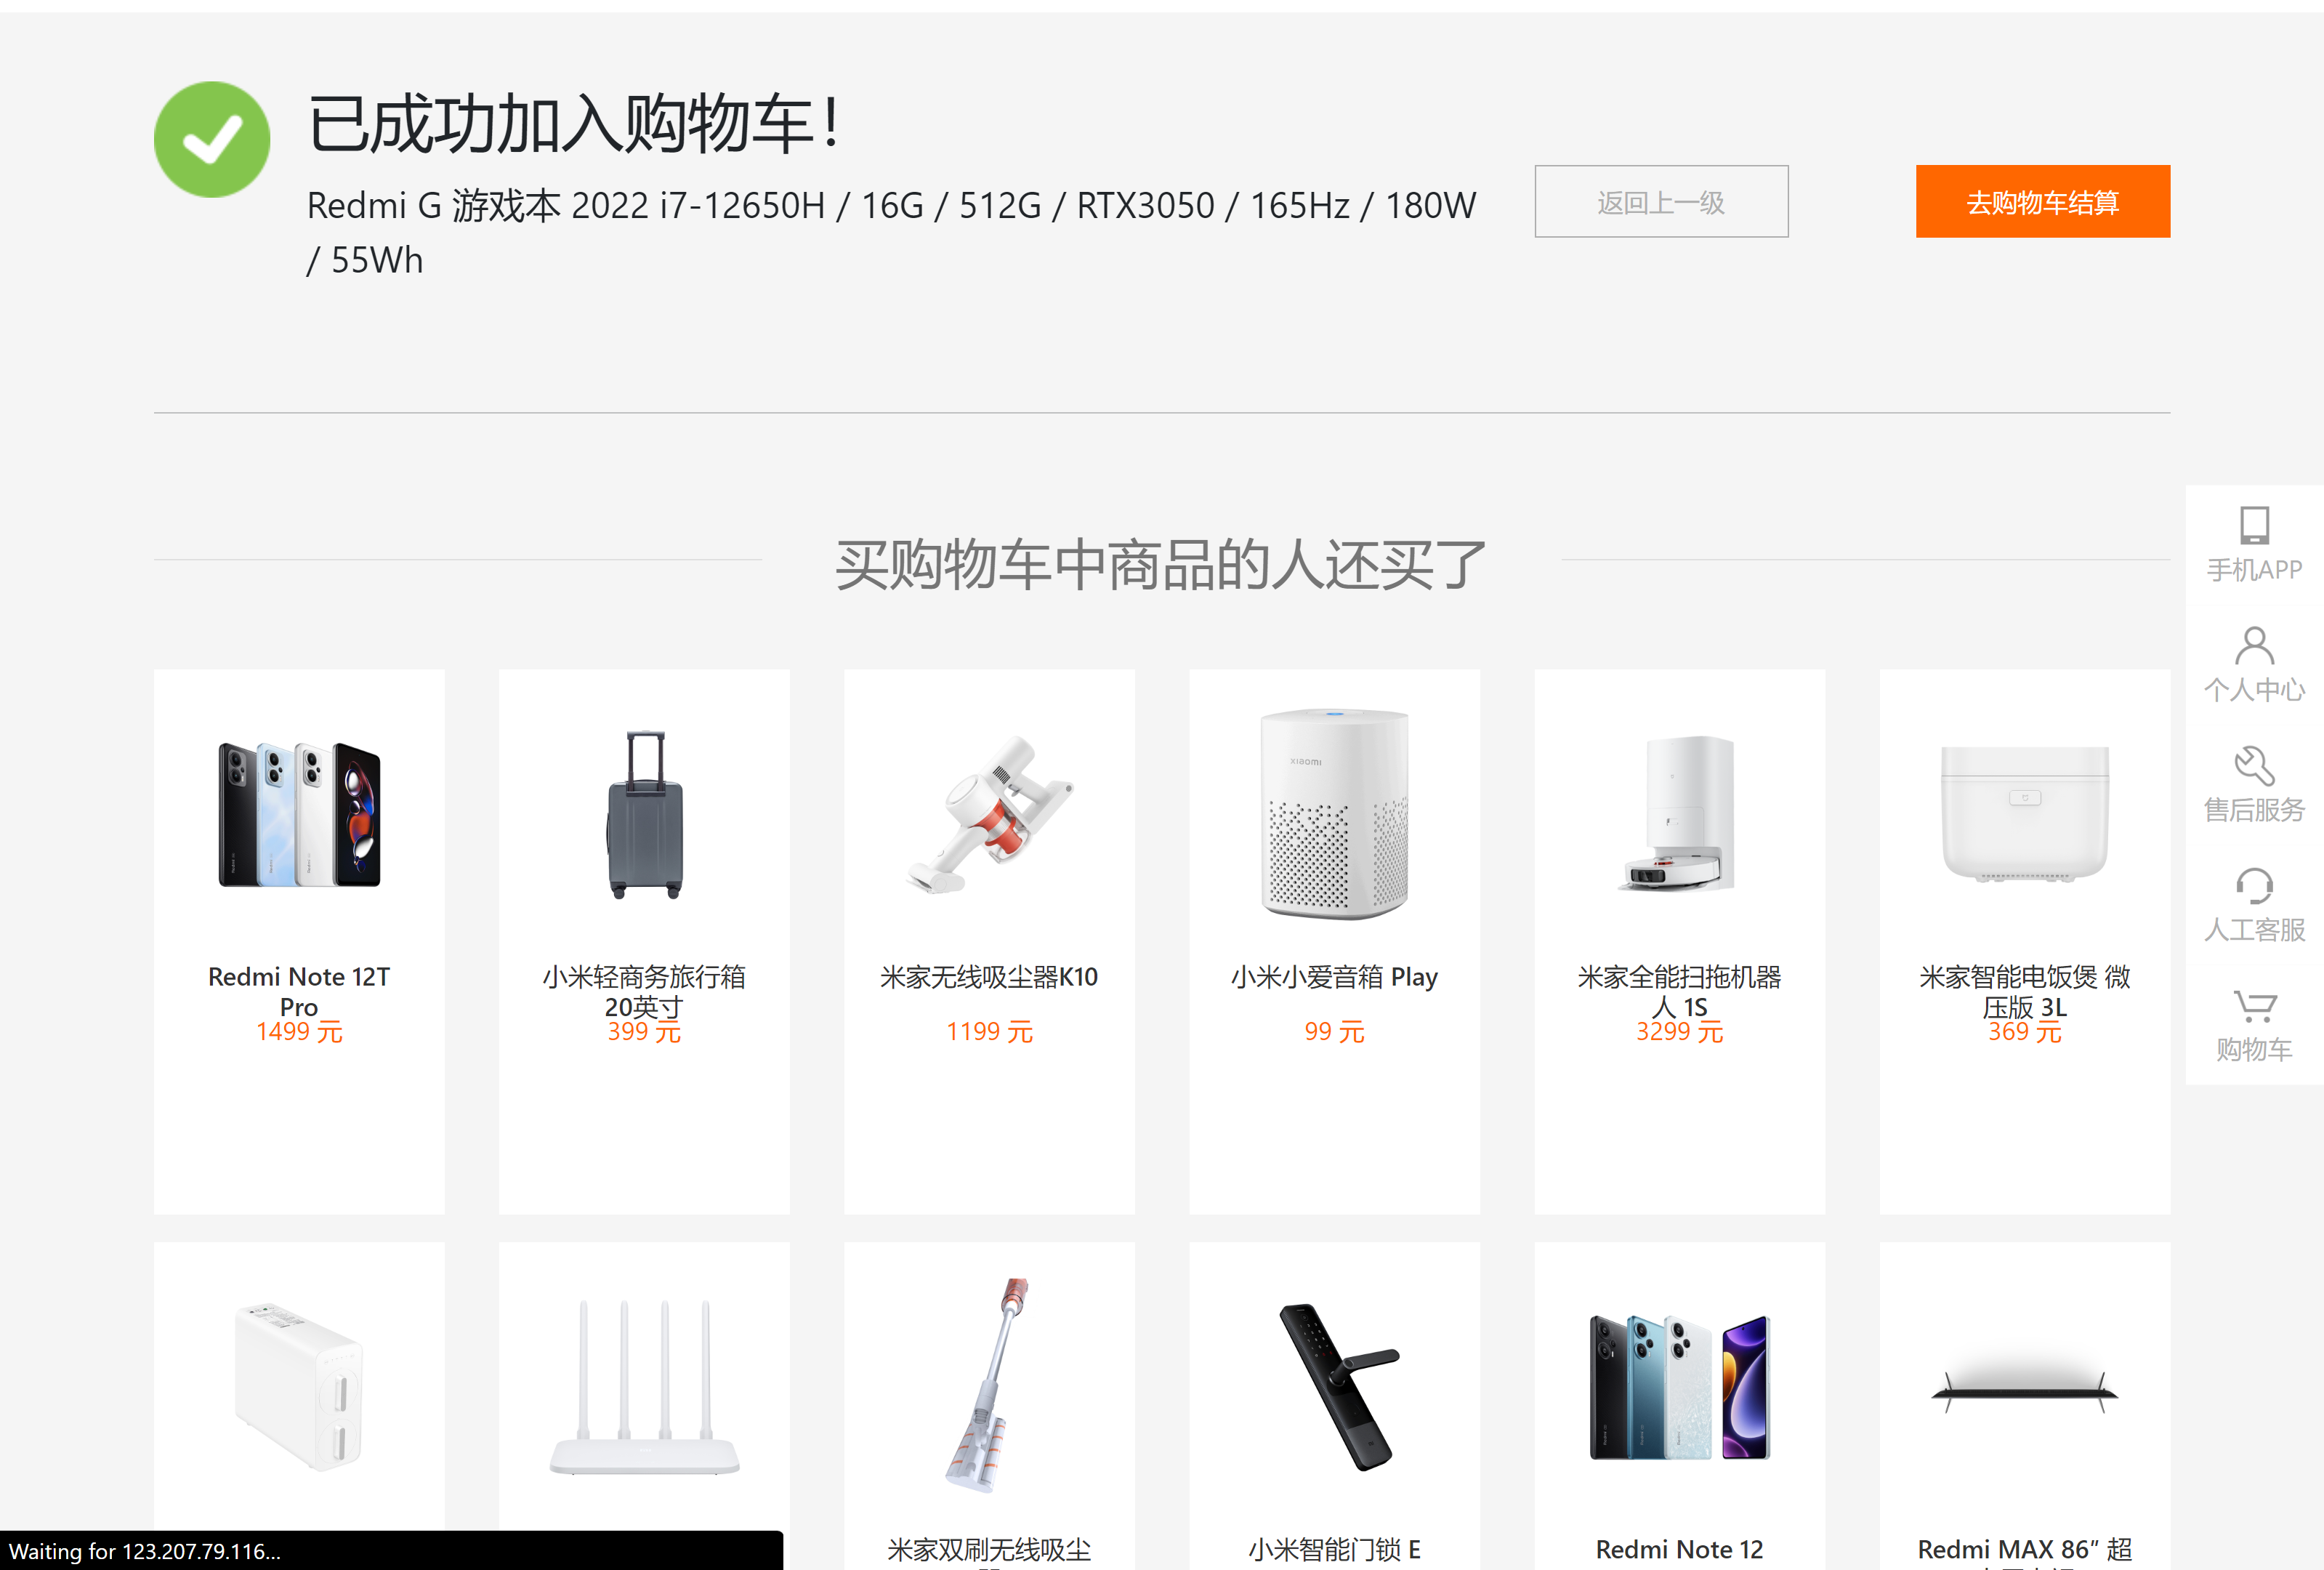 已成功加入购物车！
Redmi G 游戏本 2022 i7-12650H / 16G / 512G / RTX3050 / 165Hz / 180W
/ 55Wh
返回上一级
去购物车结算
买购物车中商品的人还买了
手机APP
个人中心
售后服务
人工客服
购物车
xiaomi
Redmi Note 12T
Pro
1499 元
小米轻商务旅行箱
20英寸
399 元
米家无线吸尘器K10
1199 元
小米小爱音箱 Play
99 元
米家全能扫拖机器
人 1S
3299 元
米家智能电饭煲 微
压版 3L
369 元
米家双刷无线吸尘
小米智能门锁 E
Redmi Note 12
Redmi MAX 86" 超
Waiting for 123.207.79.116...